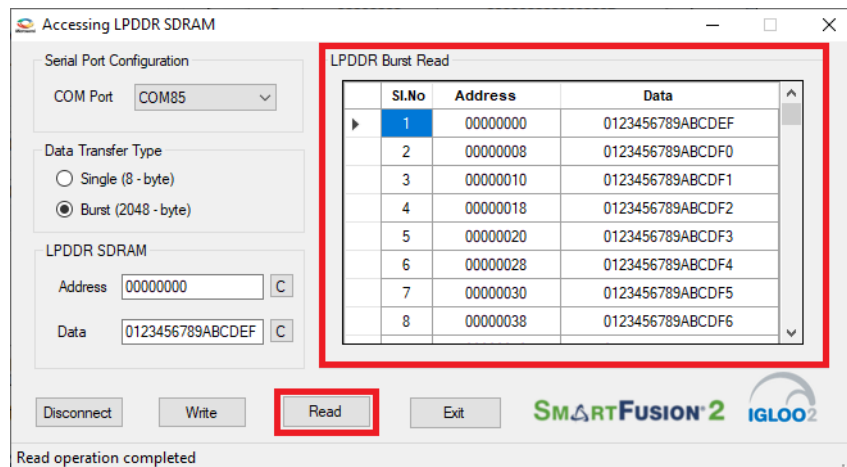 Accessing LPDDR SDRAM
Serial Port Configuration
COM Port COM85
Data Transfer Type
Single (8 - byte)
Burst (2048 - byte)
LPDDR SDRAM
Address 00000000 C
Data 0123456789ABCDEF C
LPDDR Burst Read
Sl.No Address Data
1 00000000 0123456789ABCDEF
2 00000008 0123456789ABCDF0
3 00000010 0123456789ABCDF1
4 00000018 0123456789ABCDF2
5 00000020 0123456789ABCDF3
6 00000028 0123456789ABCDF4
7 00000030 0123456789ABCDF5
8 00000038 0123456789ABCDF6
Disconnect Write Read Exit SMARTFUSION 2 IGLOO2
Read operation completed